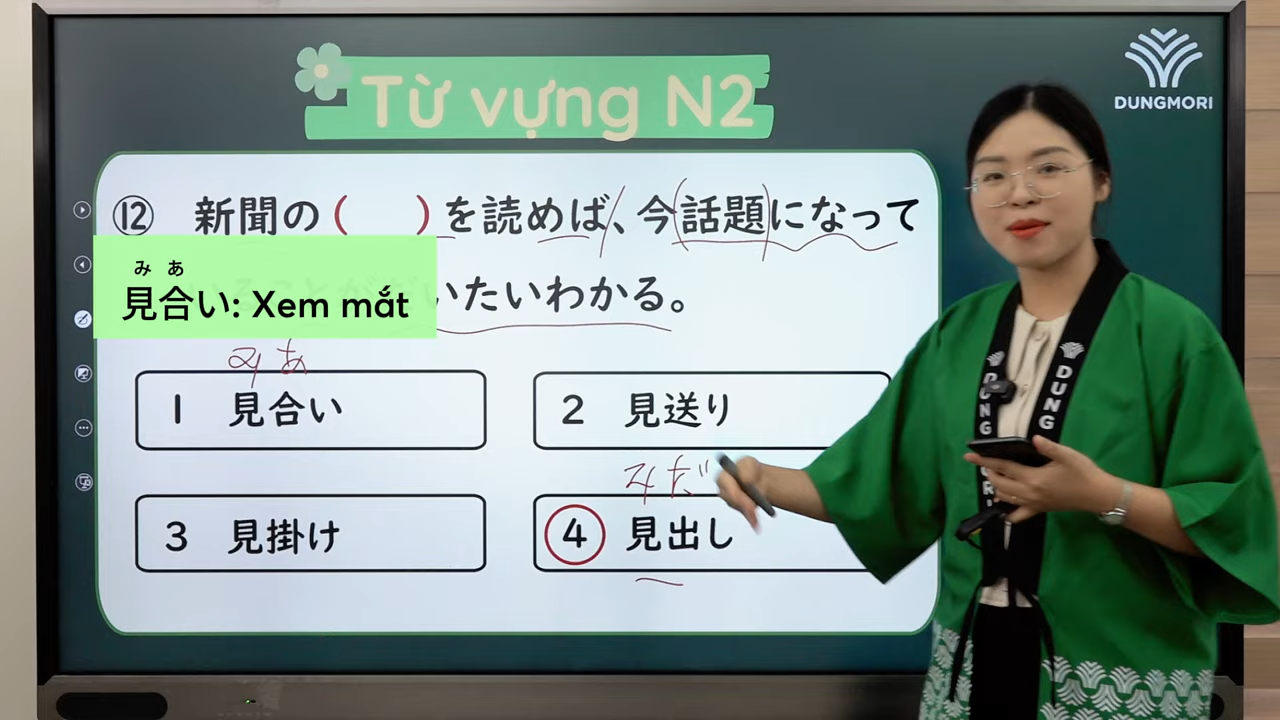 Từ vựng N2
DUNGMORI
⑫ 新聞の( )を読めば、今話題になって
いたいわかる。
みあ
見合い: Xem mắt
みあ
1 見合い
2 見送り
みだ
3 見掛け
4 見出し
DUNG
DUNG